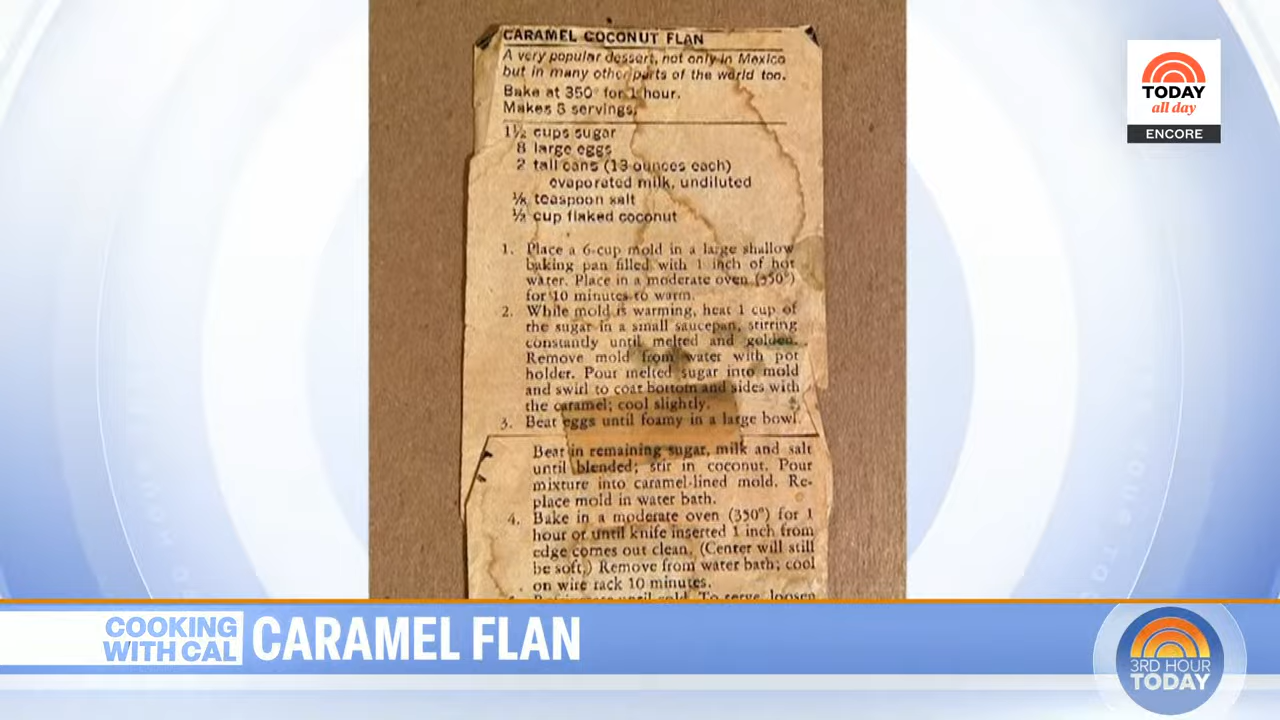 CARAMEL COCONUT FLAN
A very popular dessert, not only in Mexico
but in many other parts of the world too.
Bake at 350° for 1 hour.
Makes 8 servings.
1½ cups sugar
8 large eggs
2 tall cans (13 ounces each)
evaporated milk, undiluted
⅛ teaspoon salt
½ cup flaked coconut
1. Place a 6-cup mold in a large shallow
baking pan filled with 1 inch of hot
water. Place in a moderate oven (350°)
for 10 minutes to warm.
2. While mold is warming, heat 1 cup of
the sugar in a small saucepan, stirring
constantly until melted and golden.
Remove mold from water with pot
holder. Pour melted sugar into mold
and swirl to coat bottom and sides with
the caramel; cool slightly.
3. Beat eggs until foamy in a large bowl.
Beat in remaining sugar, milk and salt
until blended; stir in coconut. Pour
mixture into caramel-lined mold. Re-
place mold in water bath.
4. Bake in a moderate oven (350°) for 1
hour or until knife inserted 1 inch from
edge comes out clean. (Center will still
be soft.) Remove from water bath; cool
on wire rack 10 minutes.
until cold. To serve, loosen
TODAY
all day
ENCORE
COOKING
WITH CAL
CARAMEL FLAN
3RD HOUR
TODAY